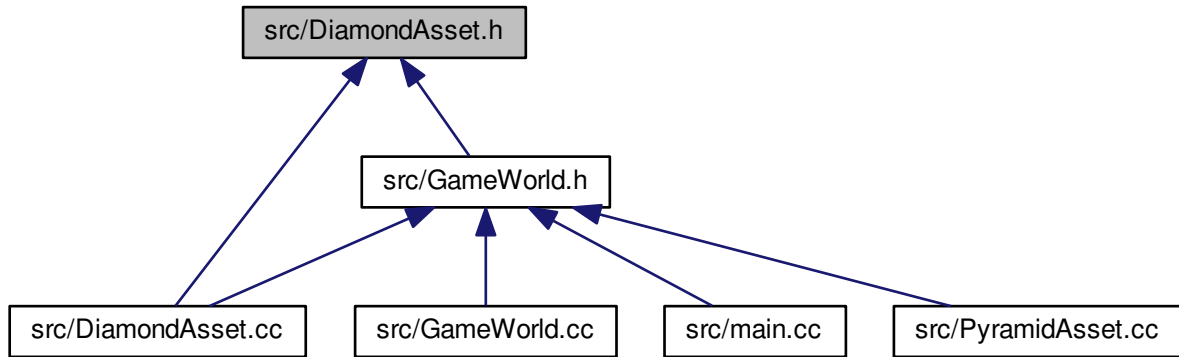 src/DiamondAsset.h
src/GameWorld.h
src/DiamondAsset.cc
src/GameWorld.cc
src/main.cc
src/PyramidAsset.cc